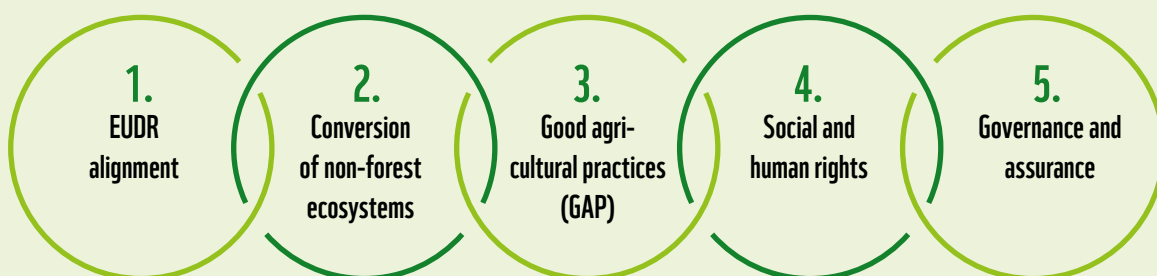 1.
EUDR
alignment
2.
Conversion
of non-forest
ecosystems
3.
Good agri-
cultural practices
(GAP)
4.
Social and
human rights
5.
Governance and
assurance